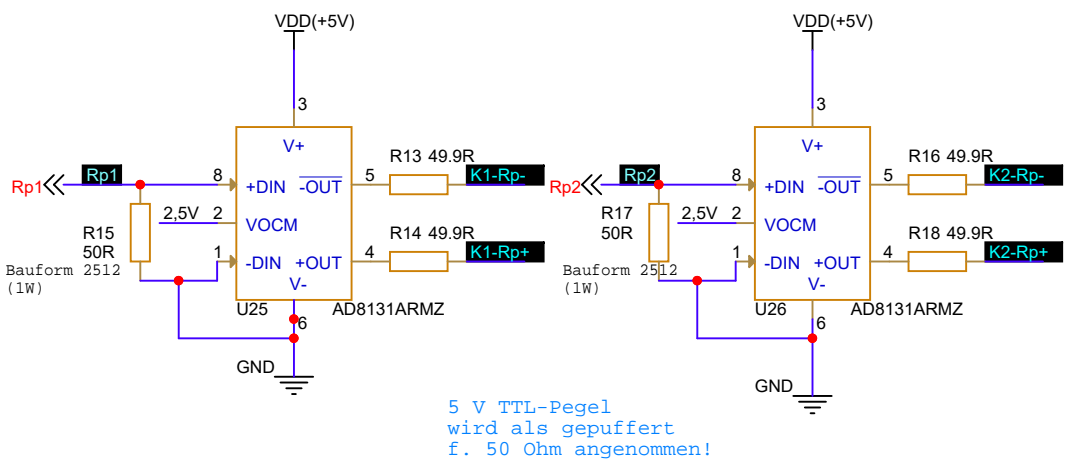 VDD(+5V)
3
V+
Rp1
Rp1
8
+DIN
-OUT
5
R13 49.9R
K1-Rp-
2,5V
2
VOCM
R15
50R
Bauform 2512
(1W)
1
-DIN
+OUT
4
R14 49.9R
K1-Rp+
V-
U25
6
AD8131ARMZ
GND
VDD(+5V)
3
V+
Rp2
Rp2
8
+DIN
-OUT
5
R16 49.9R
K2-Rp-
2,5V
2
VOCM
R17
50R
Bauform 2512
(1W)
1
-DIN
+OUT
4
R18 49.9R
K2-Rp+
V-
U26
6
AD8131ARMZ
GND
5 V TTL-Pegel
wird als gepuffert
f. 50 Ohm angenommen!